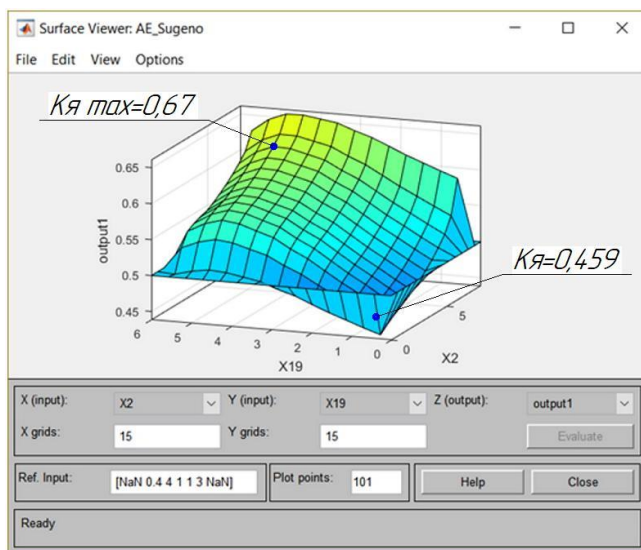 Surface Viewer: AE_Sugeno
File Edit View Options
Kя max=0,67
0.65
0.6
0.55
0.5
0.45
output1
Kя=0,459
6 5 4 3 2 1 0
0 5
X19
X2
X (input): X2 Y (input): X19 Z (output): output1
X grids: 15 Y grids: 15 Evaluate
Ref. Input: [NaN 0.4 4 1 1 3 NaN] Plot points: 101 Help Close
Ready